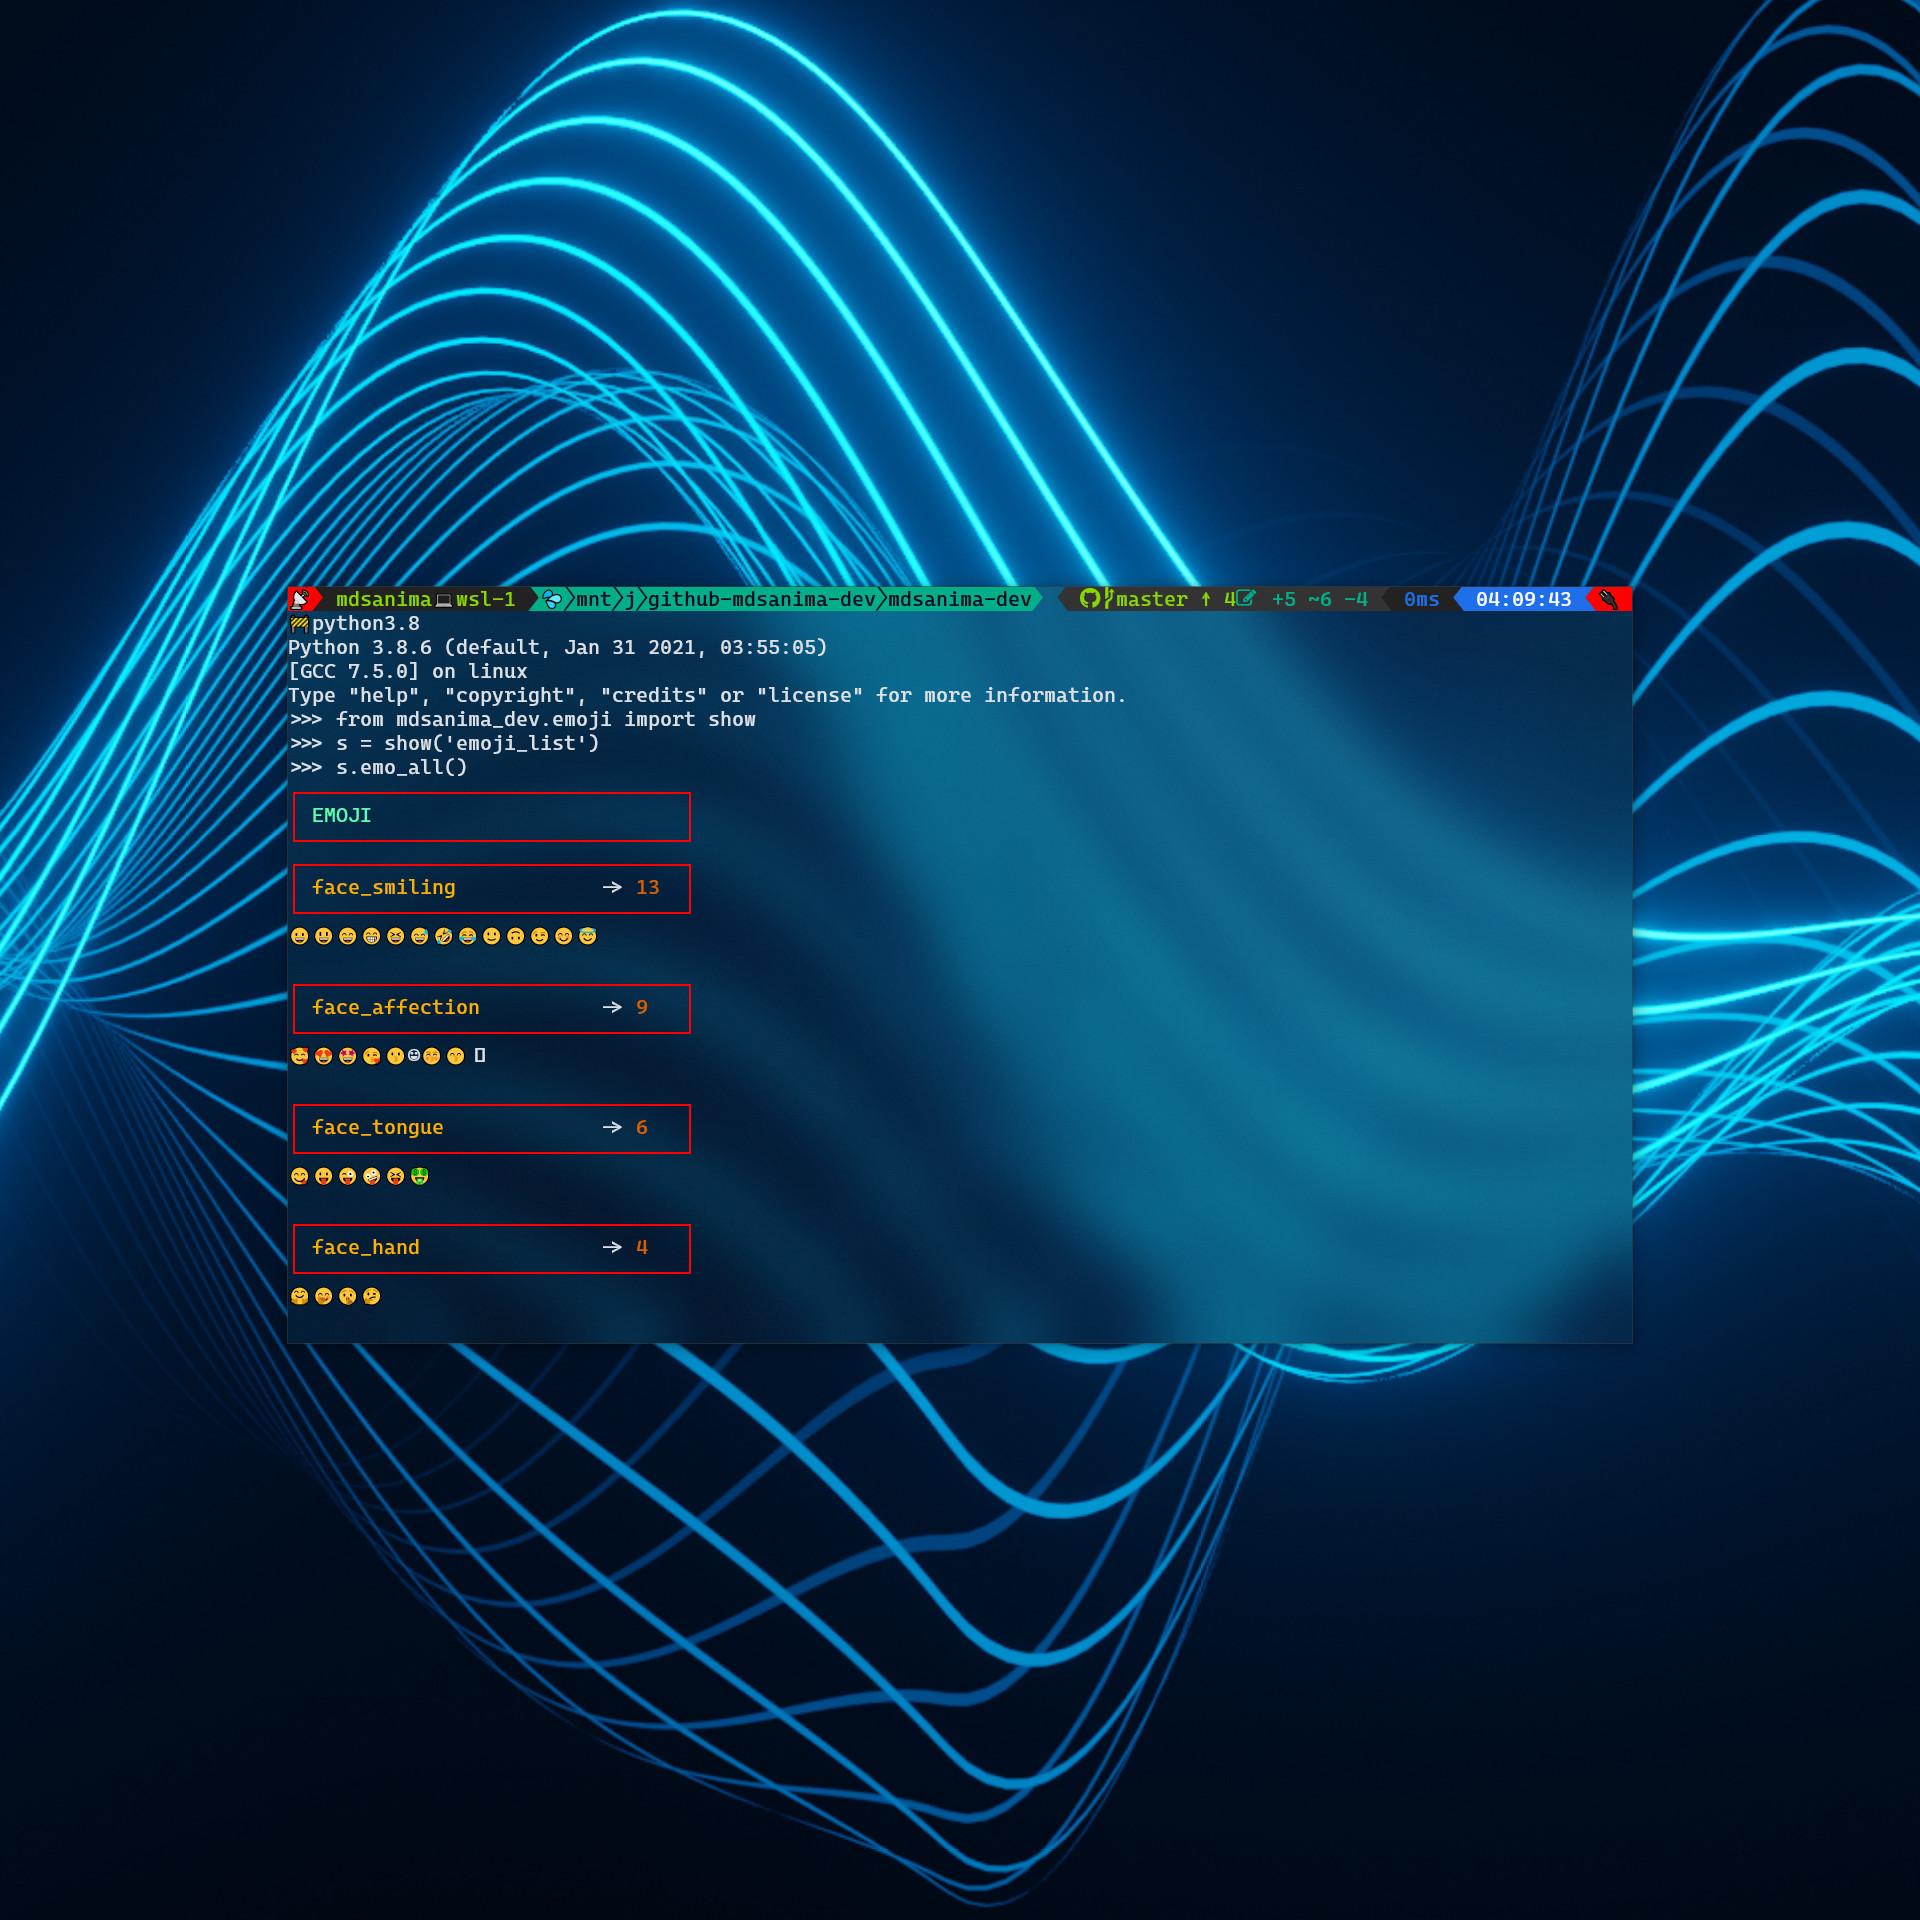 mdsanima💻wsl-1 mnt j github-mdsanima-dev mdsanima-dev master ↑ 4 +5 ~6 -4 0ms 04:09:43
🚧python3.8
Python 3.8.6 (default, Jan 31 2021, 03:55:05)
[GCC 7.5.0] on linux
Type "help", "copyright", "credits" or "license" for more information.
>>> from mdsanima_dev.emoji import show
>>> s = show('emoji_list')
>>> s.emo_all()
EMOJI
face_smiling → 13
😀 😃 😄 😁 😆 😅 🤣 😂 🙂 🙃 😉 😊 😇
face_affection → 9
🥰 😍 🤩 😘 😗 ☺ 😚 😙
face_tongue → 6
😋 😛 😜 🤪 😝 🤑
face_hand → 4
🤗 🤭 🤫 🤔